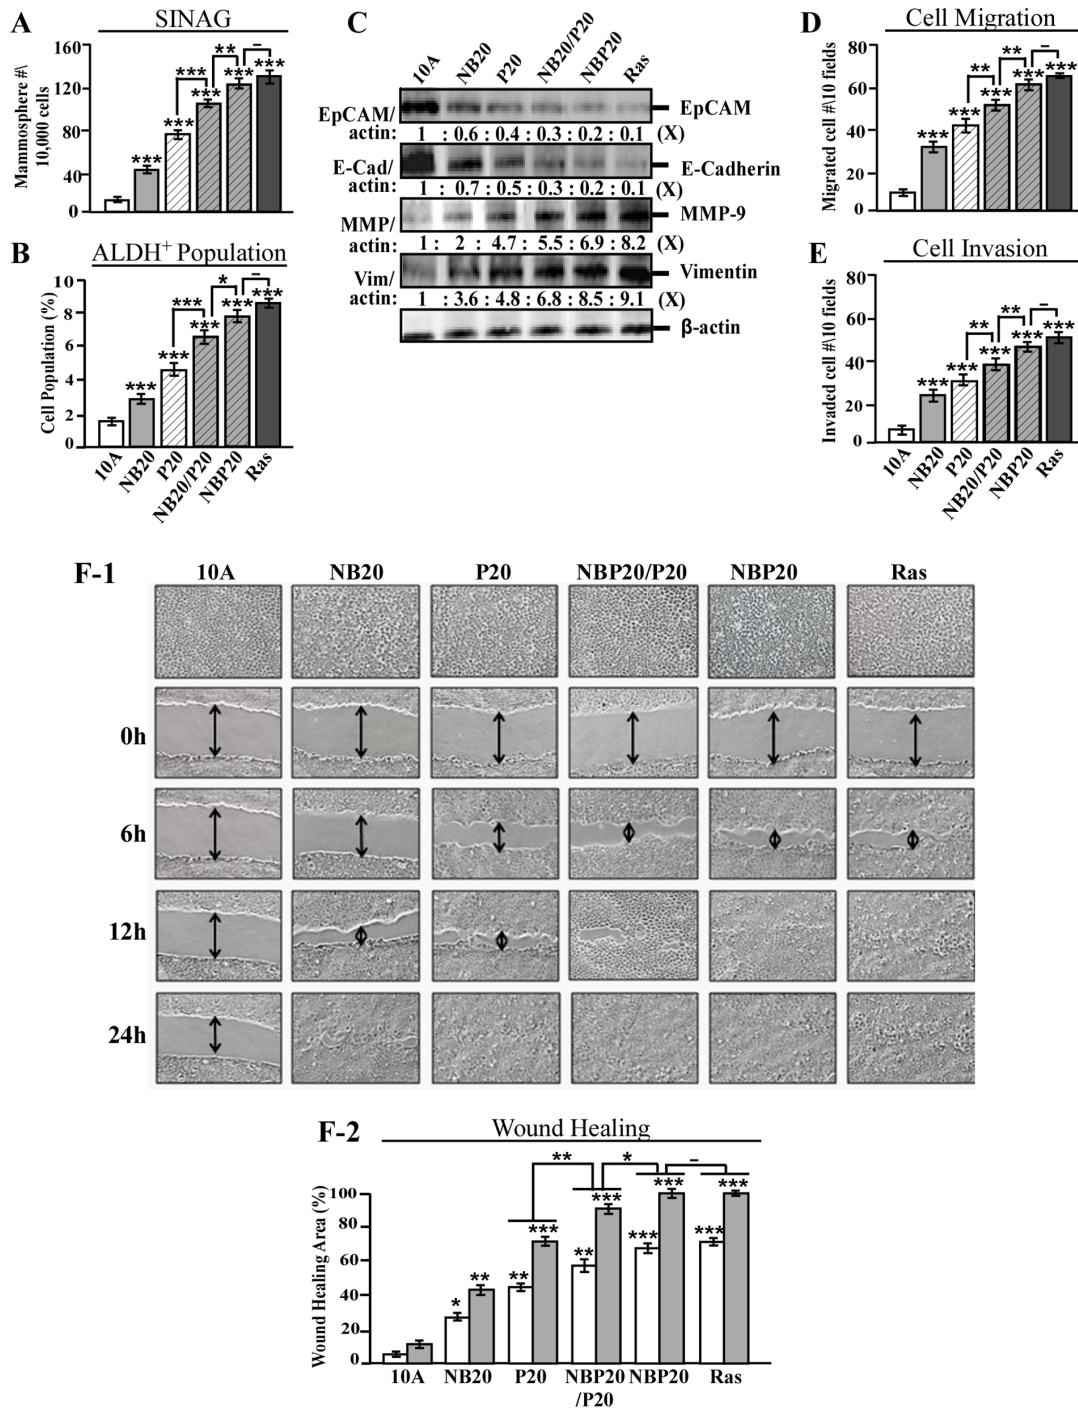 A
SINAG
Mammosphere #\
10,000 cells
160
120
80
40
0
***
***
***
***
***
***
**
–
B
ALDH+ Population
Cell Population (%)
10
8
6
4
2
0
***
***
***
***
***
***
*
–
10A
NB20
P20
NB20/P20
NBP20
Ras
C
10A
NB20
P20
NB20/P20
NBP20
Ras
EpCAM/
actin:
1 : 0.6 : 0.4 : 0.3 : 0.2 : 0.1 (X)
EpCAM
E-Cad/
actin:
1 : 0.7 : 0.5 : 0.3 : 0.2 : 0.1 (X)
E-Cadherin
MMP/
actin:
1 : 2 : 4.7 : 5.5 : 6.9 : 8.2 (X)
MMP-9
Vim/
actin:
1 : 3.6 : 4.8 : 6.8 : 8.5 : 9.1 (X)
Vimentin
β-actin
D
Cell Migration
Migrated cell #\10 fields
80
60
40
20
0
***
***
***
***
***
**
**
–
E
Cell Invasion
Invaded cell #\10 fields
80
60
40
20
0
***
***
***
***
***
**
**
–
10A
NB20
P20
NB20/P20
NBP20
Ras
F-1
10A NB20 P20 NBP20/P20 NBP20 Ras
0h
6h
12h
24h
F-2
Wound Healing
Wound Healing Area (%)
100
80
60
40
20
0
** * –
* ** ** *** ** *** *** *** *** ***
10A NB20 P20 NBP20 NBP20 Ras
/P20